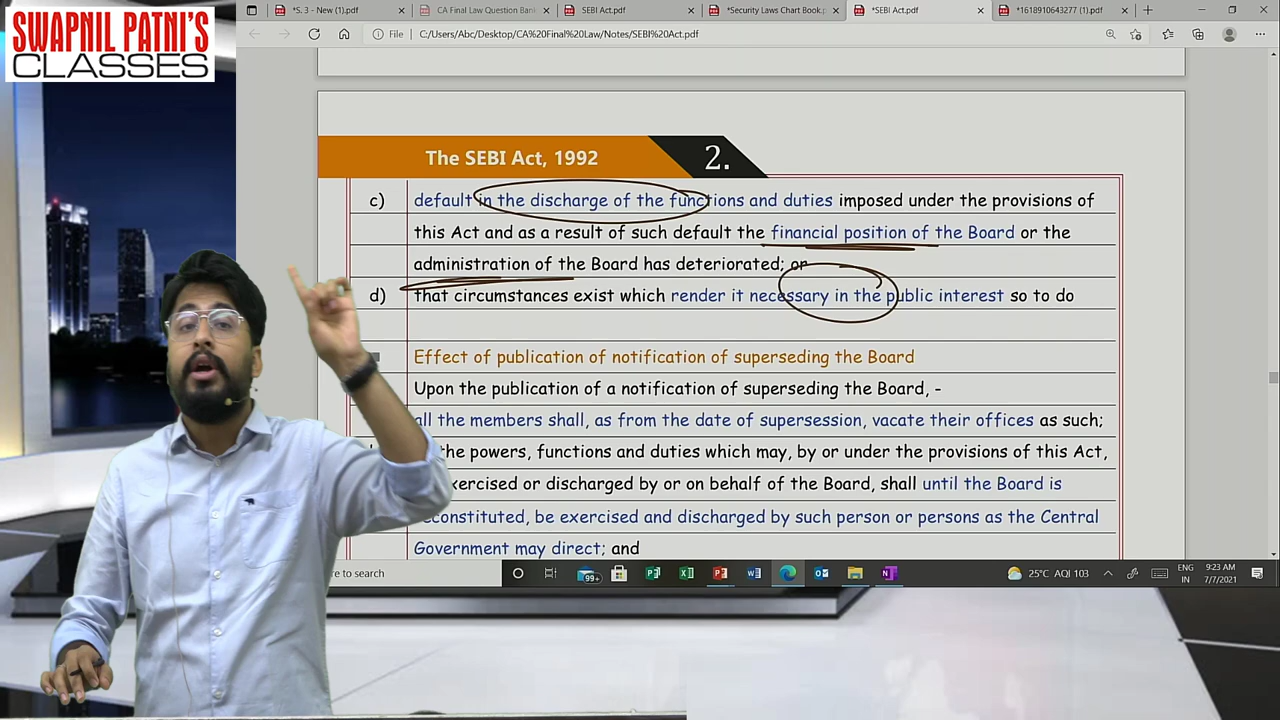 SWAPNIL PATNI'S
CLASSES
*S. 3 - New (1).pdf
CA Final Law Question Bank
SEBI Act.pdf
*Security Laws Chart Book.p
*SEBI Act.pdf
*1618910643277 (1).pdf
File
C:/Users/Abc/Desktop/CA%20Final%20Law/Notes/SEBI%20Act.pdf
The SEBI Act, 1992
2.
c) default in the discharge of the functions and duties imposed under the provisions of
this Act and as a result of such default the financial position of the Board or the
administration of the Board has deteriorated; or
d) that circumstances exist which render it necessary in the public interest so to do
Effect of publication of notification of superseding the Board
Upon the publication of a notification of superseding the Board, -
all the members shall, as from the date of supersession, vacate their offices as such;
the powers, functions and duties which may, by or under the provisions of this Act,
exercised or discharged by or on behalf of the Board, shall until the Board is
constituted, be exercised and discharged by such person or persons as the Central
Government may direct; and
re to search
99+
25°C AQI 103
ENG
IN
9:23 AM
7/7/2021